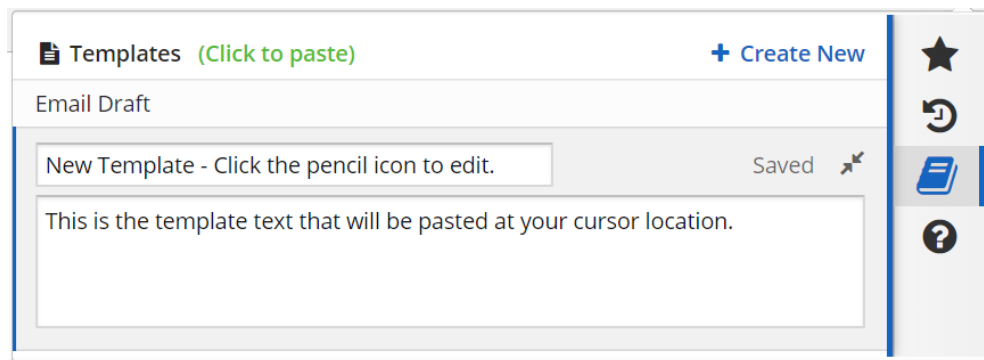 Templates (Click to paste) + Create New
Email Draft
New Template - Click the pencil icon to edit. Saved
This is the template text that will be pasted at your cursor location.